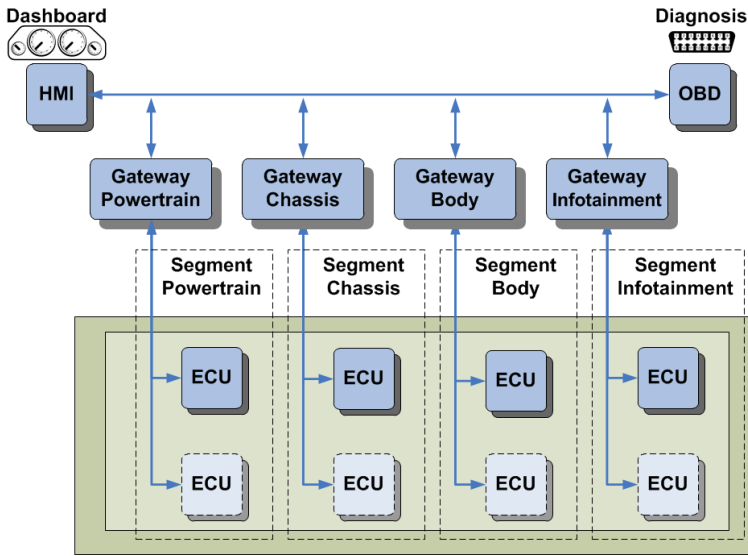 Dashboard
Diagnosis
HMI
OBD
Gateway
Powertrain
Gateway
Chassis
Gateway
Body
Gateway
Infotainment
Segment
Powertrain
Segment
Chassis
Segment
Body
Segment
Infotainment
ECU
ECU
ECU
ECU
ECU
ECU
ECU
ECU